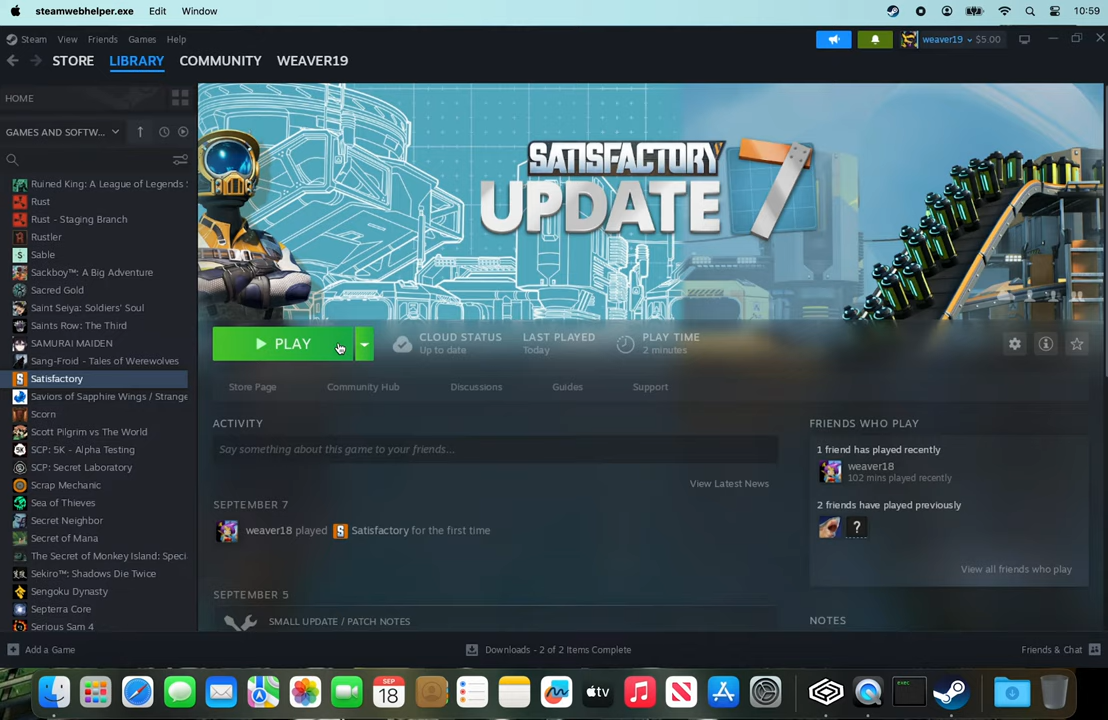 steamwebhelper.exe Edit Window 10:59
Steam View Friends Games Help weaver19 $5.00
STORE LIBRARY COMMUNITY WEAVER19
HOME
GAMES AND SOFTW...
Ruined King: A League of Legends
Rust
Rust - Staging Branch
Rustler
S Sable
Sackboy™: A Big Adventure
Sacred Gold
Saint Seiya: Soldiers' Soul
Saints Row: The Third
SAMURAI MAIDEN
Sang-Froid - Tales of Werewolves
Satisfactory
Saviors of Sapphire Wings / Strange
Scorn
Scott Pilgrim vs The World
SCP: 5K - Alpha Testing
SCP: Secret Laboratory
Scrap Mechanic
Sea of Thieves
Secret Neighbor
Secret of Mana
The Secret of Monkey Island: Speci
Sekiro™: Shadows Die Twice
Sengoku Dynasty
Septerra Core
Serious Sam 4
SATISFACTORY
UPDATE 7
PLAY
CLOUD STATUS
Up to date
LAST PLAYED
Today
PLAY TIME
2 minutes
Store Page Community Hub Discussions Guides Support
ACTIVITY
Say something about this game to your friends...
View Latest News
SEPTEMBER 7
weaver18 played Satisfactory for the first time
SEPTEMBER 5
SMALL UPDATE / PATCH NOTES
FRIENDS WHO PLAY
1 friend has played recently
weaver18
102 mins played recently
2 friends have played previously
?
View all friends who play
NOTES
Add a Game Downloads - 2 of 2 Items Complete Friends & Chat
SEP
18
tv
exec